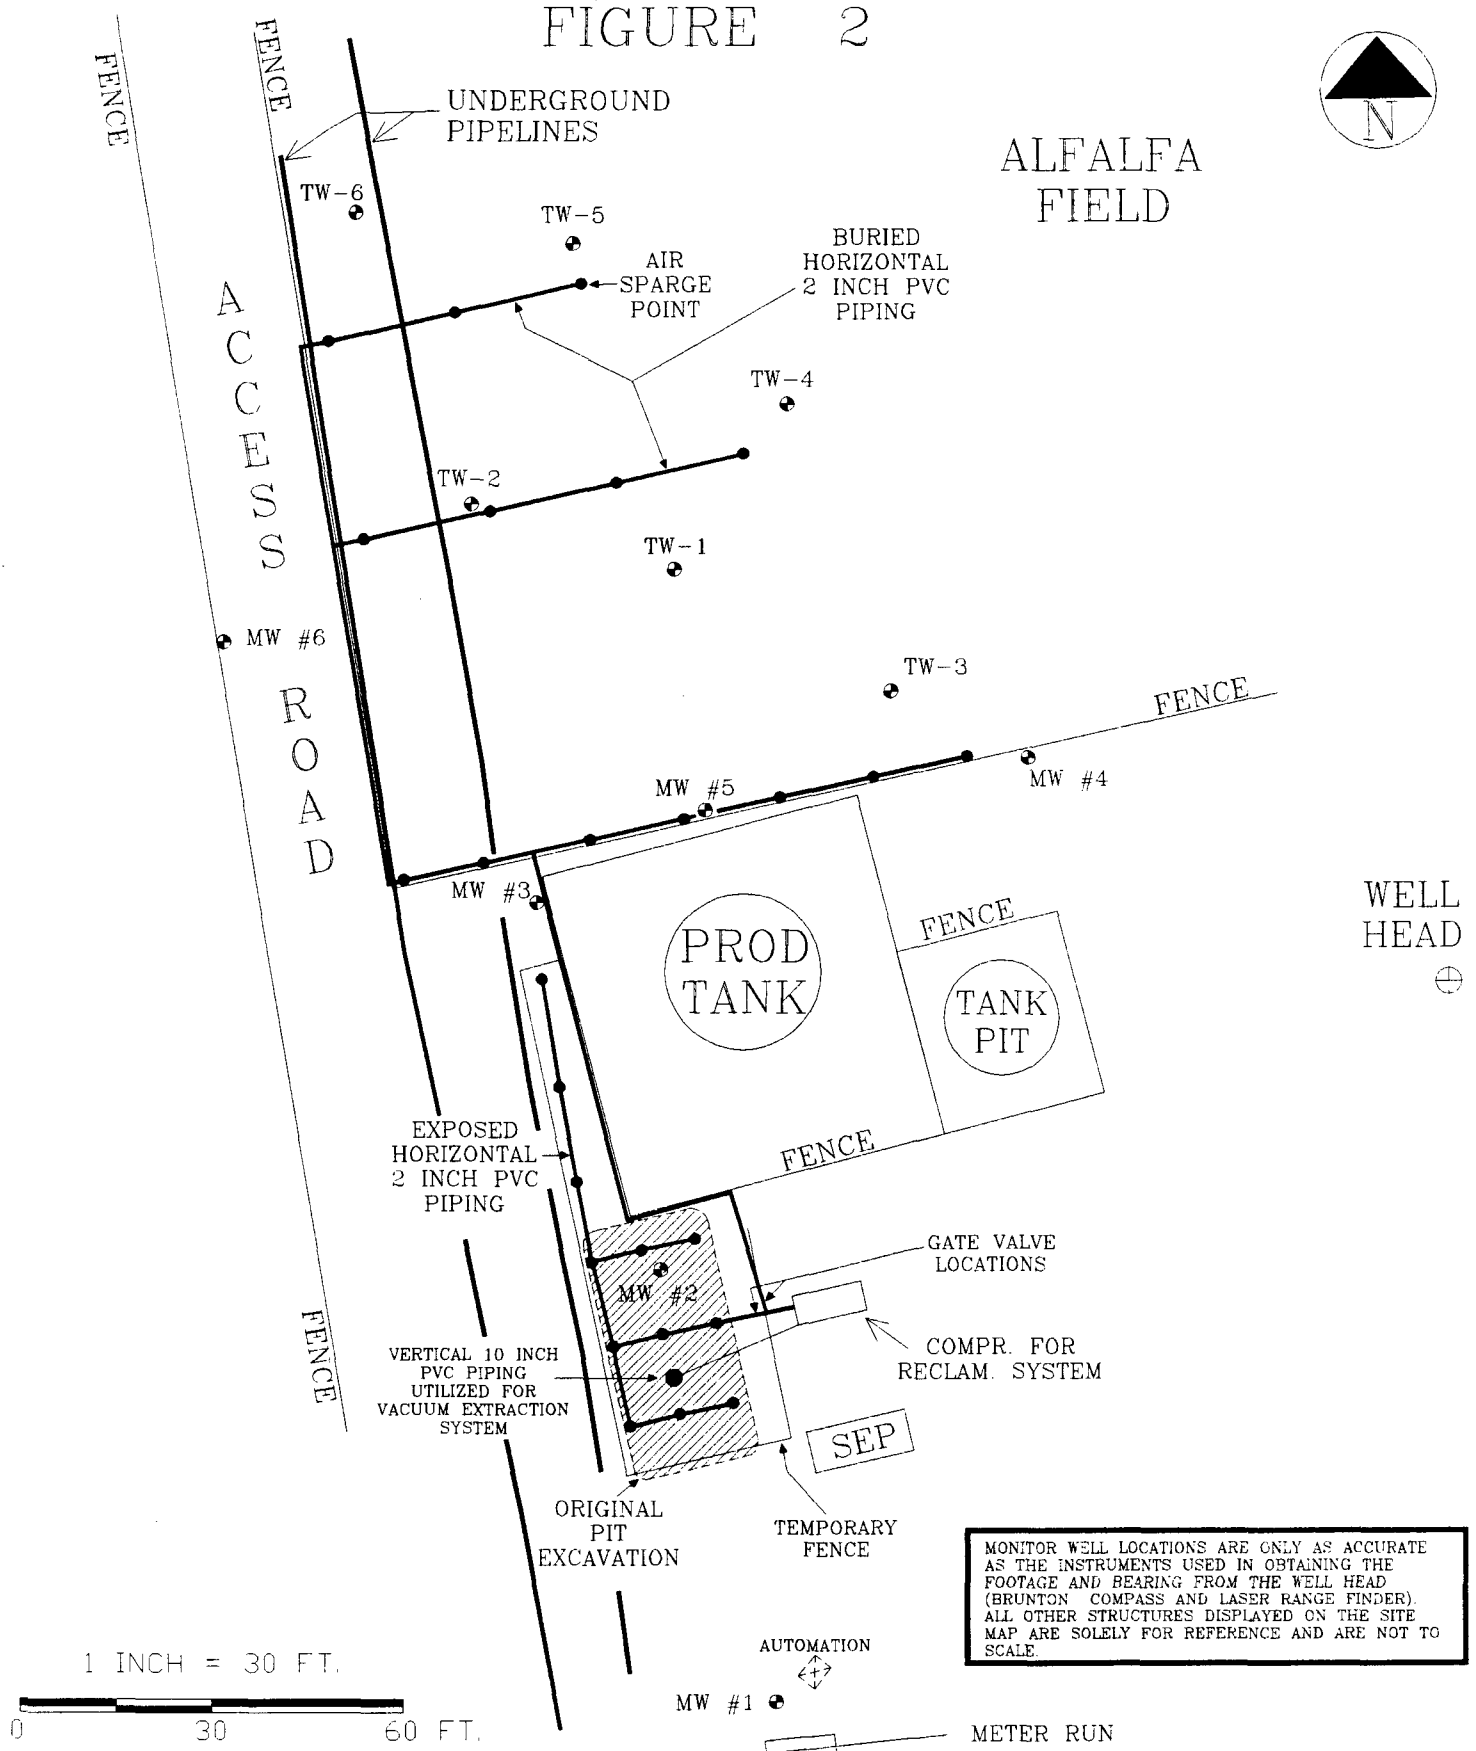 FIGURE 2
FENCE
FENCE
UNDERGROUND
PIPELINES
N
ALFALFA
FIELD
TW-6
TW-5
BURIED
HORIZONTAL
2 INCH PVC
PIPING
AIR
SPARGE
POINT
ACCESS
ROAD
TW-4
TW-2
TW-1
MW #6
TW-3
FENCE
MW #5
MW #4
MW #3
WELL
HEAD
FENCE
PROD
TANK
TANK
PIT
EXPOSED
HORIZONTAL
2 INCH PVC
PIPING
FENCE
GATE VALVE
LOCATIONS
MW #2
FENCE
VERTICAL 10 INCH
PVC PIPING
UTILIZED FOR
VACUUM EXTRACTION
SYSTEM
COMPR. FOR
RECLAM. SYSTEM
SEP
ORIGINAL
PIT
EXCAVATION
TEMPORARY
FENCE
MONITOR WELL LOCATIONS ARE ONLY AS ACCURATE
AS THE INSTRUMENTS USED IN OBTAINING THE
FOOTAGE AND BEARING FROM THE WELL HEAD
(BRUNTON COMPASS AND LASER RANGE FINDER).
ALL OTHER STRUCTURES DISPLAYED ON THE SITE
MAP ARE SOLELY FOR REFERENCE AND ARE NOT TO
SCALE.
1 INCH = 30 FT.
0 30 60 FT.
AUTOMATION
MW #1
METER RUN